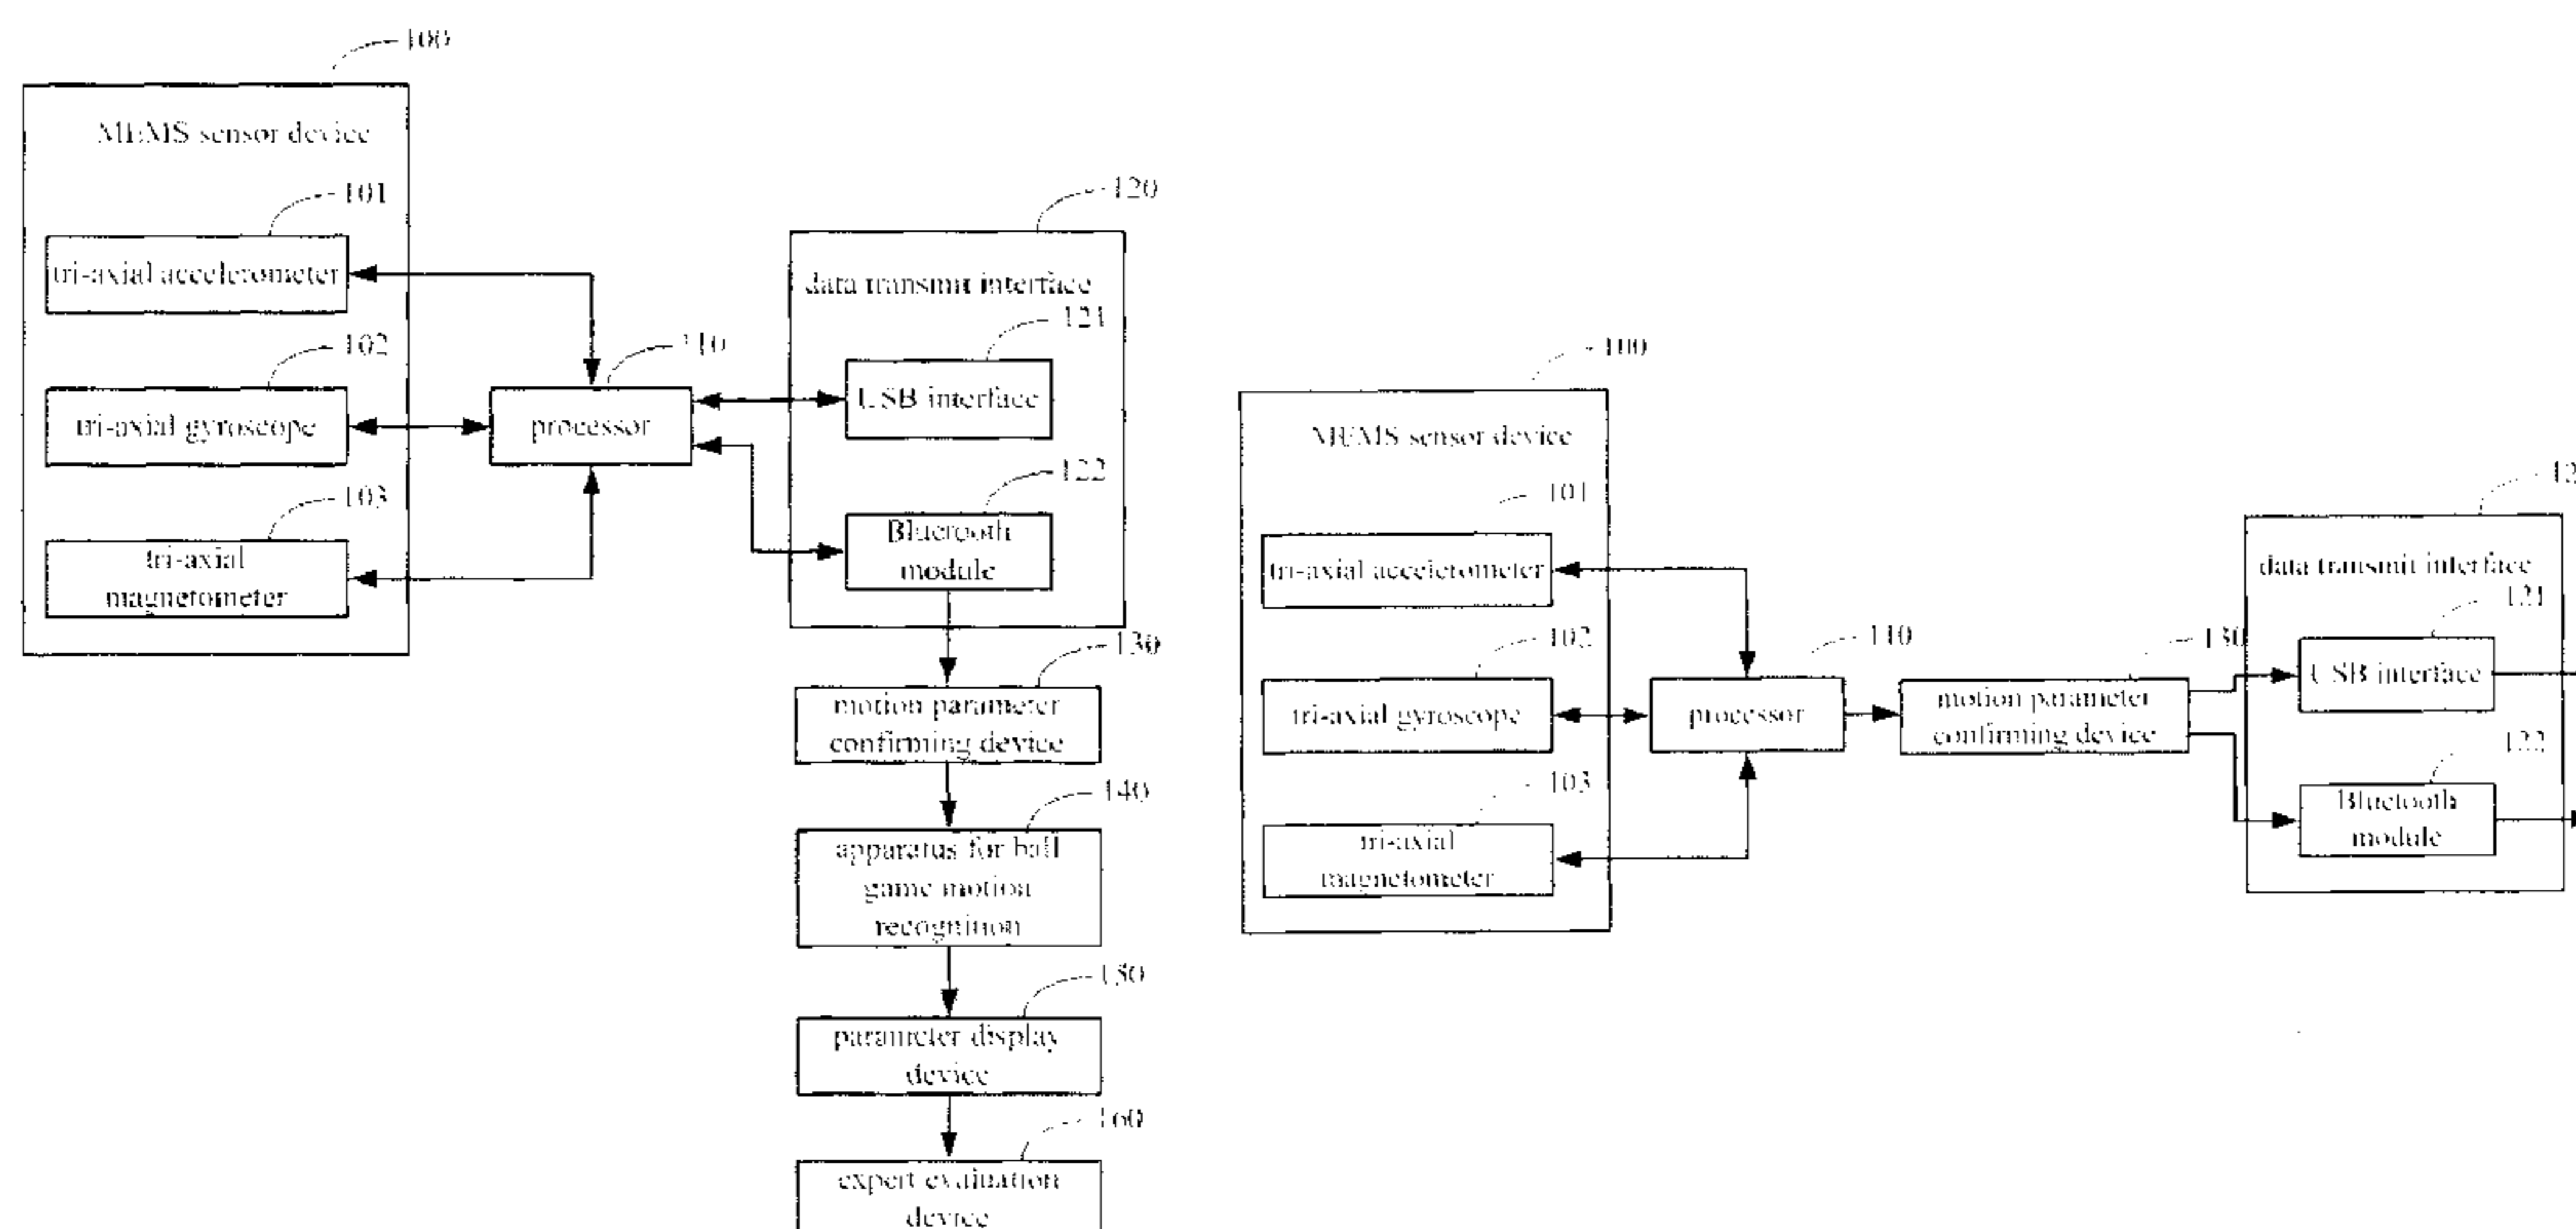 100
MEMS sensor device
101
tri-axial accelerometer
102
tri-axial gyroscope
103
tri-axial
magnetometer
110
processor
120
data transmit interface
121
USB interface
122
Bluetooth
module
130
motion parameter
confirming device
140
apparatus for ball
game motion
recognition
150
parameter display
device
160
expert evaluation
device
100
MEMS sensor device
101
tri-axial accelerometer
102
tri-axial gyroscope
103
tri-axial
magnetometer
110
processor
130
motion parameter
confirming device
data transmit interface
121
USB interface
122
Bluetooth
module